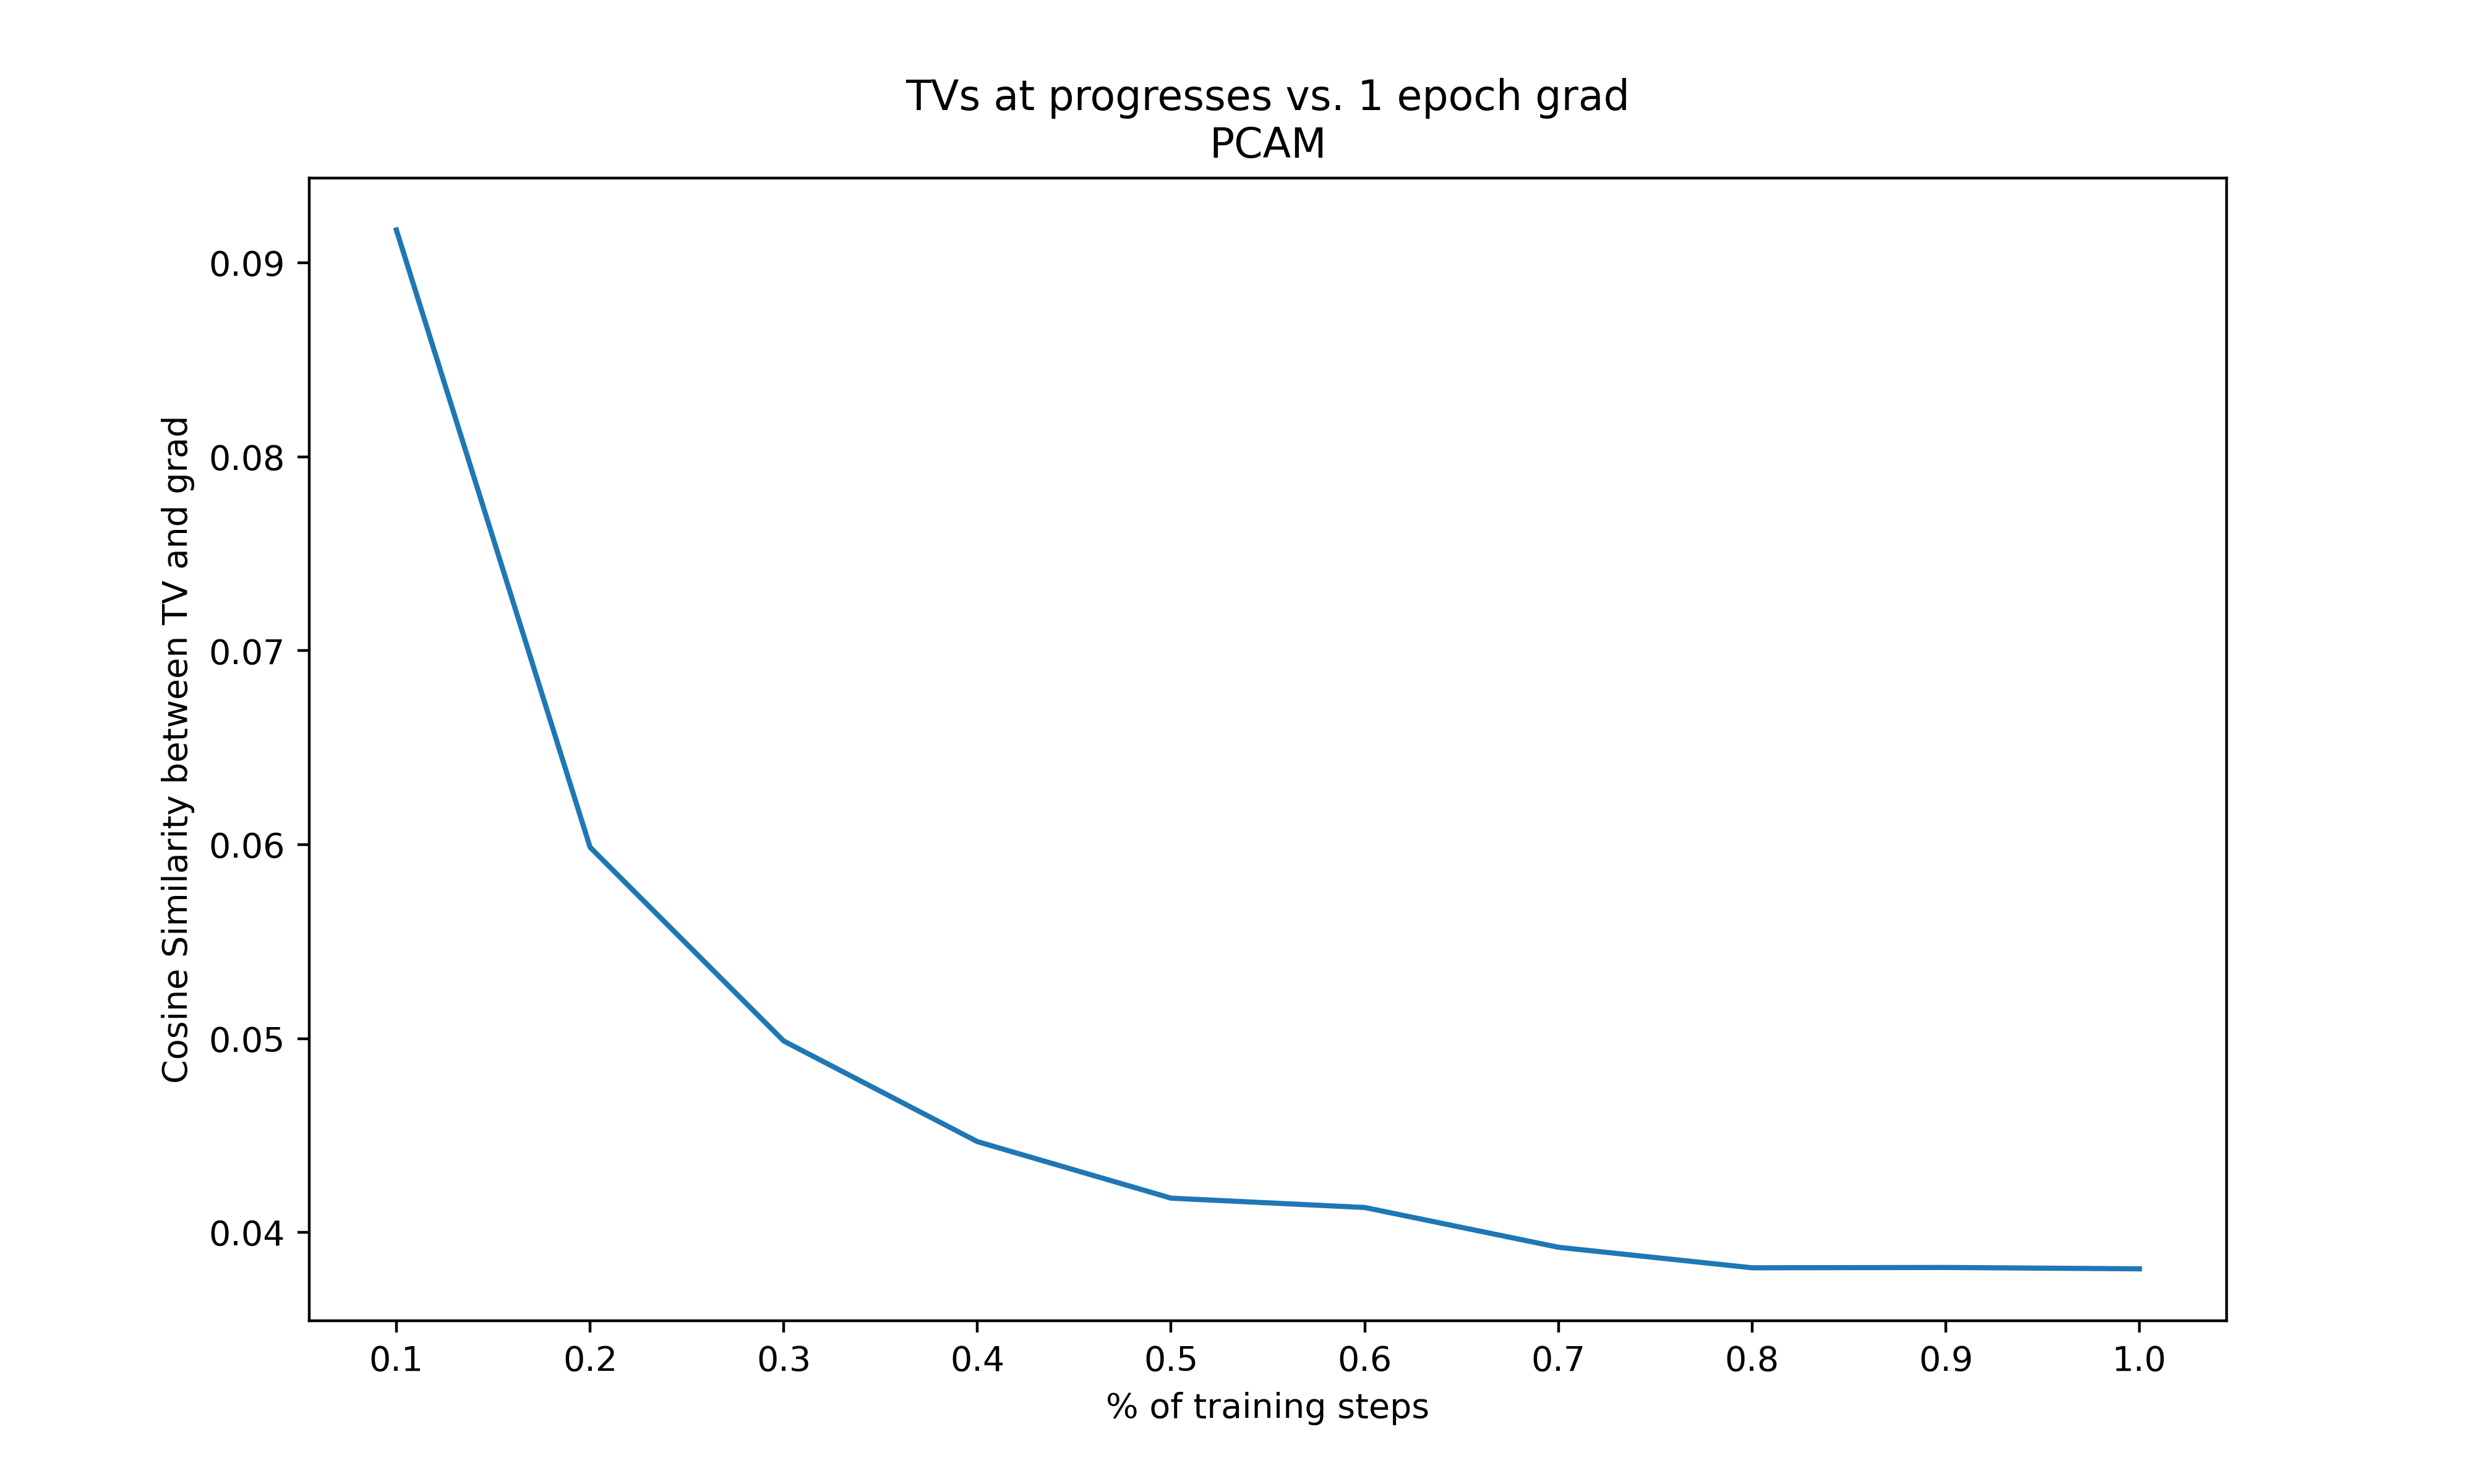 TVs at progresses vs. 1 epoch grad
PCAM
Cosine Similarity between TV and grad
0.09
0.08
0.07
0.06
0.05
0.04
0.1 0.2 0.3 0.4 0.5 0.6 0.7 0.8 0.9 1.0
% of training steps